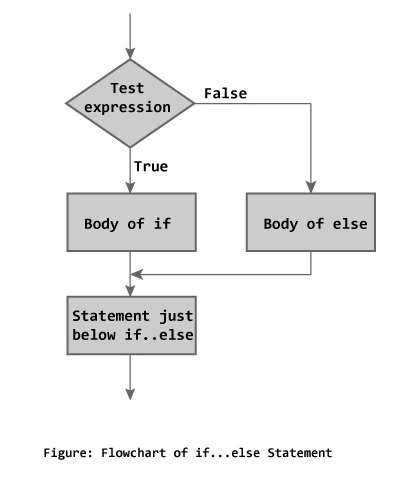 Test
expression
False
True
Body of if
Body of else
Statement just
below if..else
Figure: Flowchart of if...else Statement